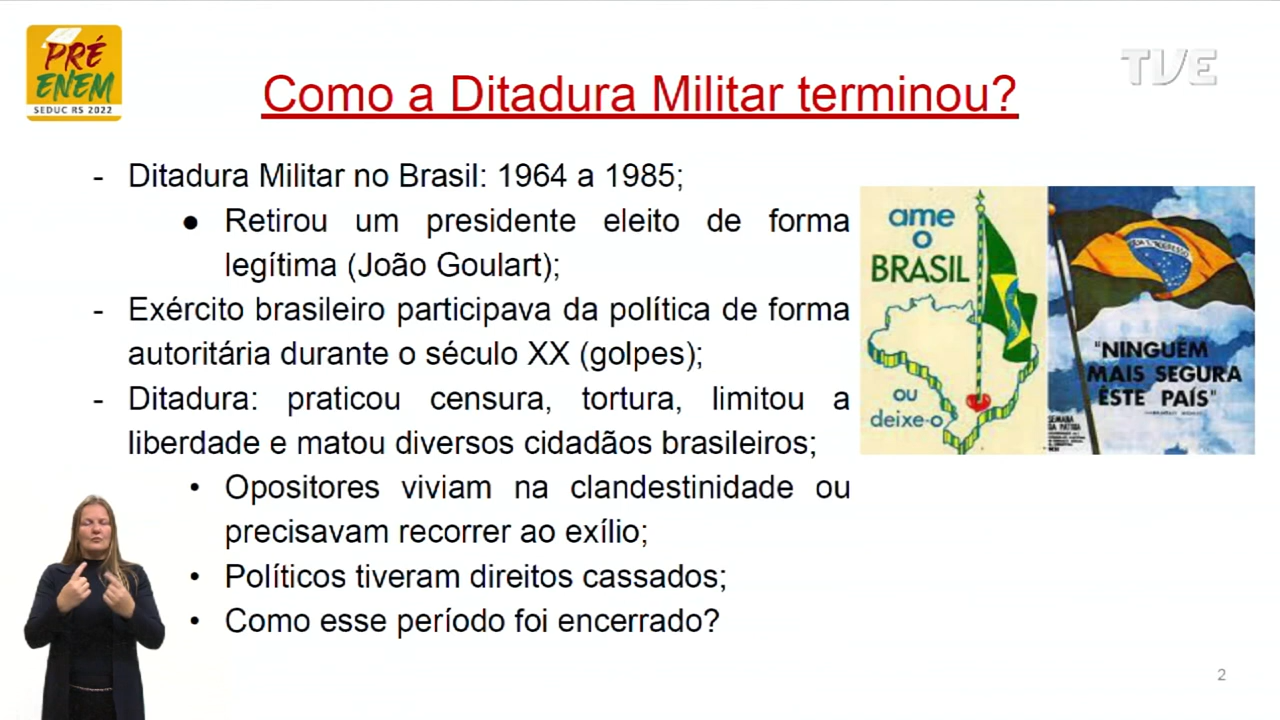 PRÉ
ENEM
SEDUC RS 2022
TVE
Como a Ditadura Militar terminou?
- Ditadura Militar no Brasil: 1964 a 1985;
● Retirou um presidente eleito de forma
legítima (João Goulart);
- Exército brasileiro participava da política de forma
autoritária durante o século XX (golpes);
- Ditadura: praticou censura, tortura, limitou a
liberdade e matou diversos cidadãos brasileiros;
• Opositores viviam na clandestinidade ou
precisavam recorrer ao exílio;
• Políticos tiveram direitos cassados;
• Como esse período foi encerrado?
ame
o
BRASIL
ou
deixe-o
"NINGUÉM
MAIS SEGURA
ÊSTE PAÍS"
SEMANA
DA PÁTRIA
2